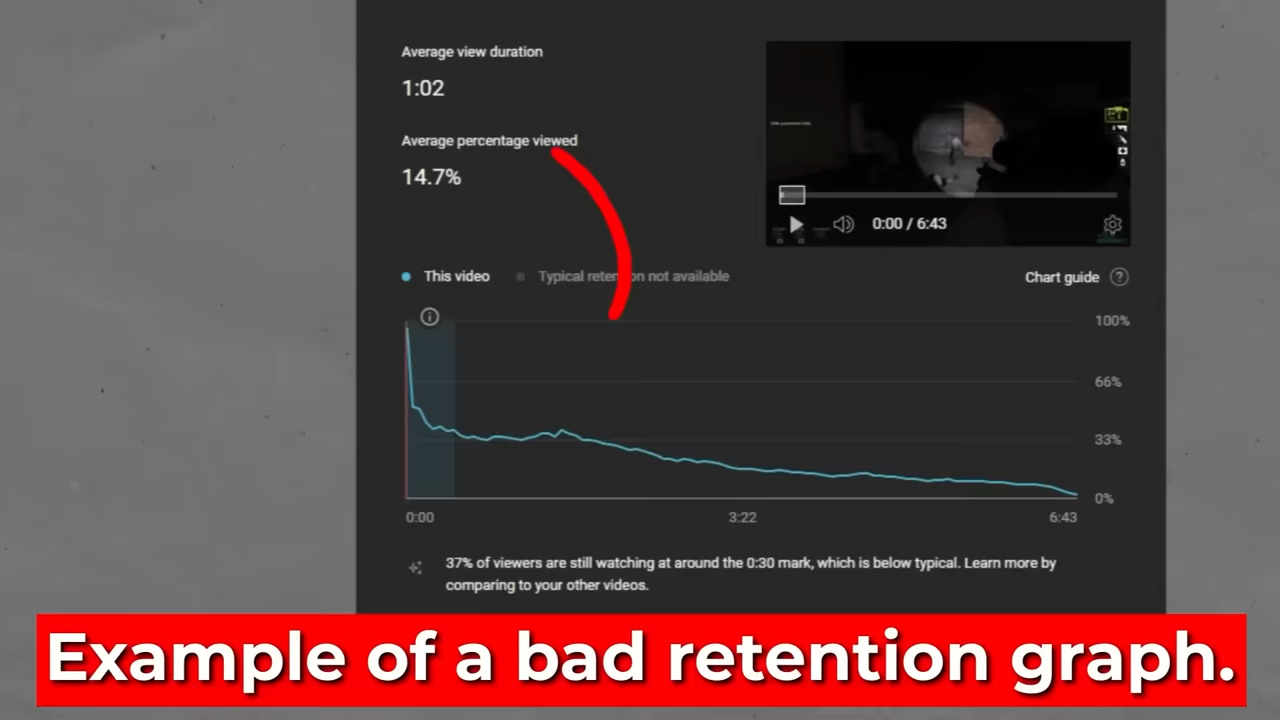 Average view duration
1:02
Average percentage viewed
14.7%
0:00 / 6:43
This video
Typical retention not available
Chart guide ?
100%
66%
33%
0%
0:00
3:22
6:43
37% of viewers are still watching at around the 0:30 mark, which is below typical. Learn more by
comparing to your other videos.
Example of a bad retention graph.